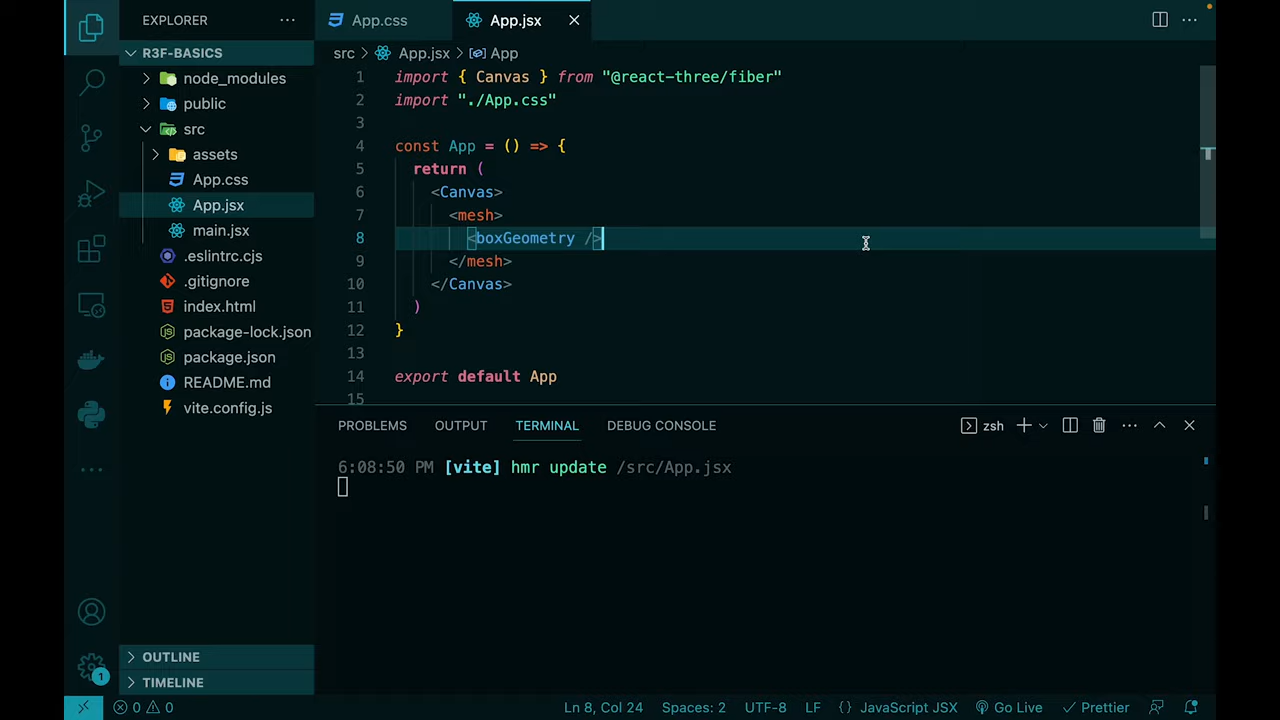 EXPLORER
R3F-BASICS
node_modules
public
src
assets
App.css
App.jsx
main.jsx
.eslintrc.cjs
.gitignore
index.html
package-lock.json
package.json
README.md
vite.config.js
OUTLINE
TIMELINE
1
App.css
App.jsx
src > App.jsx > App
1 import { Canvas } from "@react-three/fiber"
2 import "./App.css"
3
4 const App = () => {
5 return (
6 <Canvas>
7 <mesh>
8 <boxGeometry />
9 </mesh>
10 </Canvas>
11 )
12 }
13
14 export default App
15
PROBLEMS OUTPUT TERMINAL DEBUG CONSOLE zsh
6:08:50 PM [vite] hmr update /src/App.jsx
0 0 Ln 8, Col 24 Spaces: 2 UTF-8 LF {} JavaScript JSX Go Live Prettier